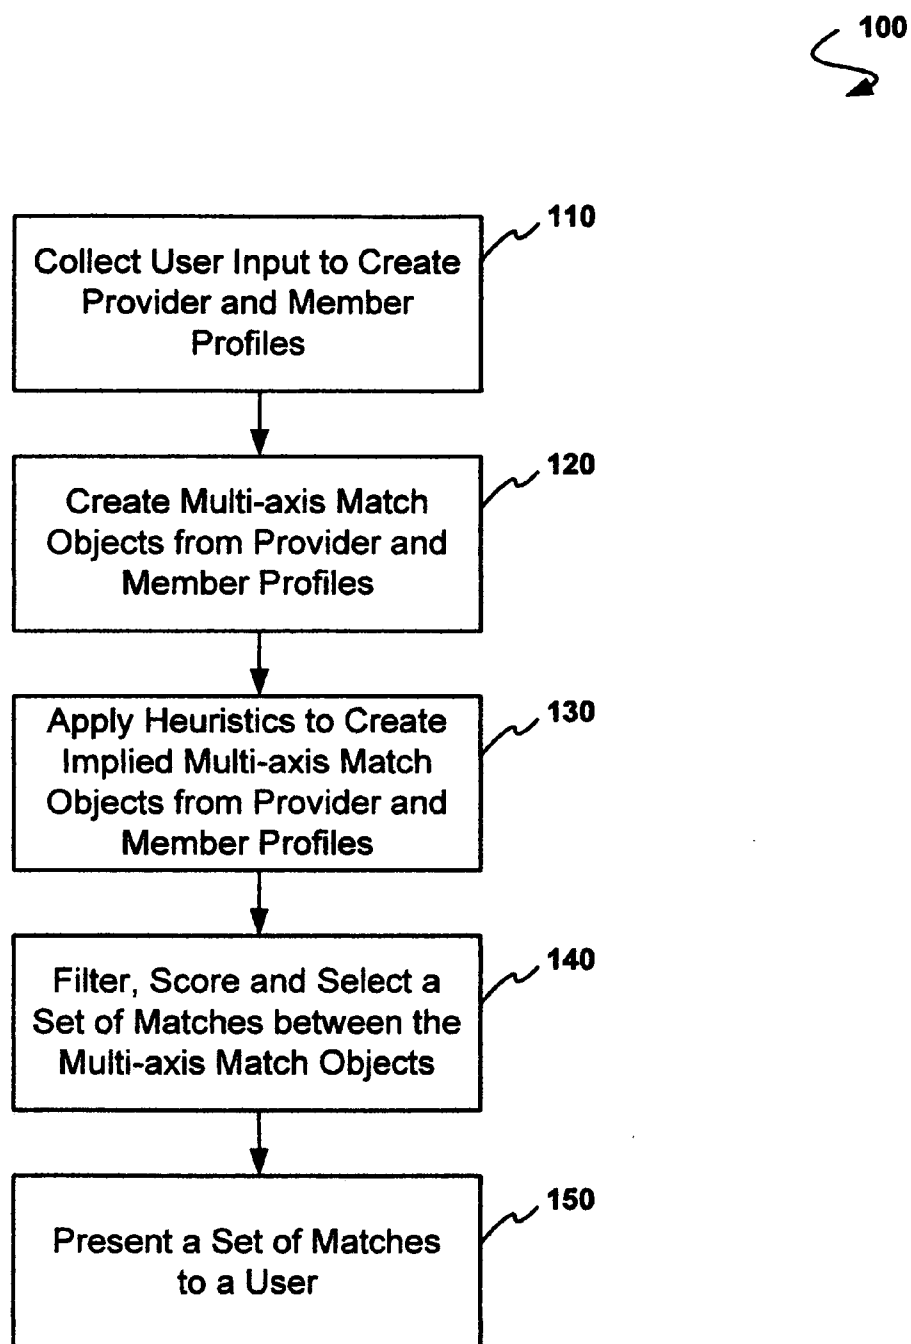 100
110
Collect User Input to Create
Provider and Member
Profiles
120
Create Multi-axis Match
Objects from Provider and
Member Profiles
130
Apply Heuristics to Create
Implied Multi-axis Match
Objects from Provider and
Member Profiles
140
Filter, Score and Select a
Set of Matches between the
Multi-axis Match Objects
150
Present a Set of Matches
to a User